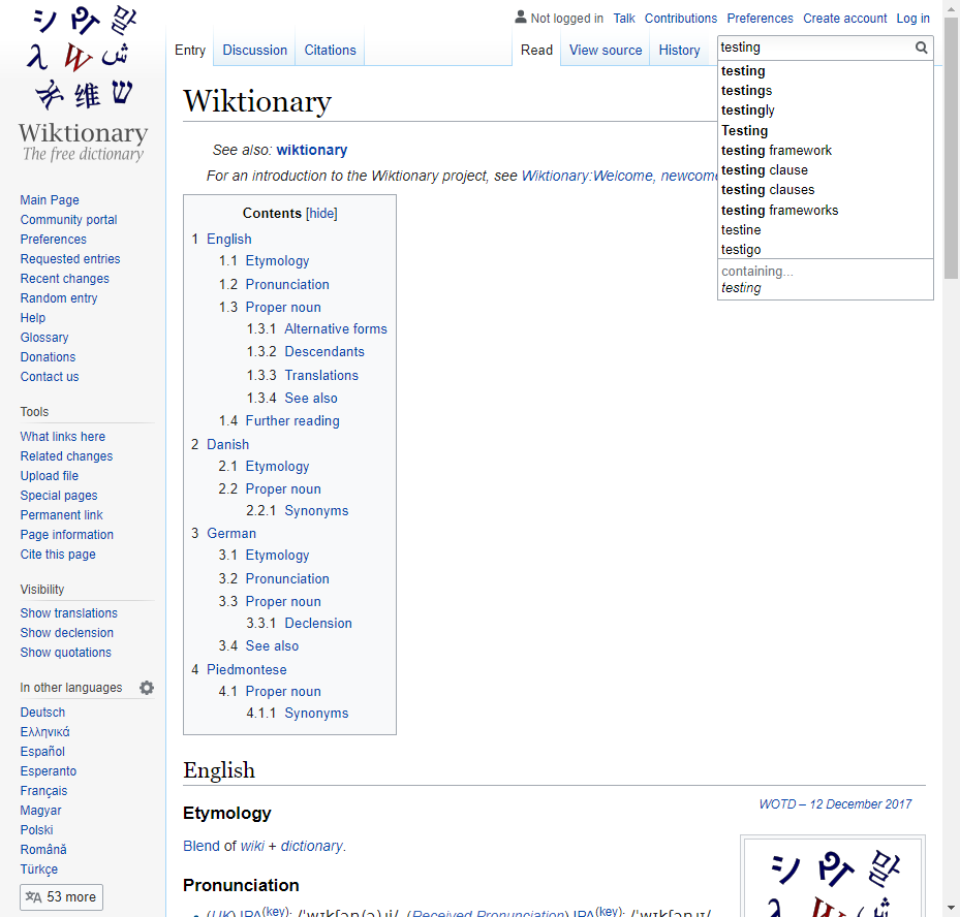 Not logged in Talk Contributions Preferences Create account Log in
Entry Discussion Citations Read View source History testing
testing
testings
testingly
Testing
testing framework
testing clause
testing clauses
testing frameworks
testine
testigo
containing...
testing
Wiktionary
The free dictionary
Main Page
Community portal
Preferences
Requested entries
Recent changes
Random entry
Help
Glossary
Donations
Contact us
Tools
What links here
Related changes
Upload file
Special pages
Permanent link
Page information
Cite this page
Visibility
Show translations
Show declension
Show quotations
In other languages
Deutsch
Ελληνικά
Español
Esperanto
Français
Magyar
Polski
Română
Türkçe
53 more
Wiktionary
See also: wiktionary
For an introduction to the Wiktionary project, see Wiktionary:Welcome, newcome
Contents [hide]
1 English
1.1 Etymology
1.2 Pronunciation
1.3 Proper noun
1.3.1 Alternative forms
1.3.2 Descendants
1.3.3 Translations
1.3.4 See also
1.4 Further reading
2 Danish
2.1 Etymology
2.2 Proper noun
2.2.1 Synonyms
3 German
3.1 Etymology
3.2 Pronunciation
3.3 Proper noun
3.3.1 Declension
3.4 See also
4 Piedmontese
4.1 Proper noun
4.1.1 Synonyms
English
WOTD – 12 December 2017
Etymology
Blend of wiki + dictionary.
Pronunciation
(UK) IPA(key): /ˈwɪkʃən(ə)ɹi/, (Received Pronunciation) IPA(key): /ˈwɪkʃənɪ/